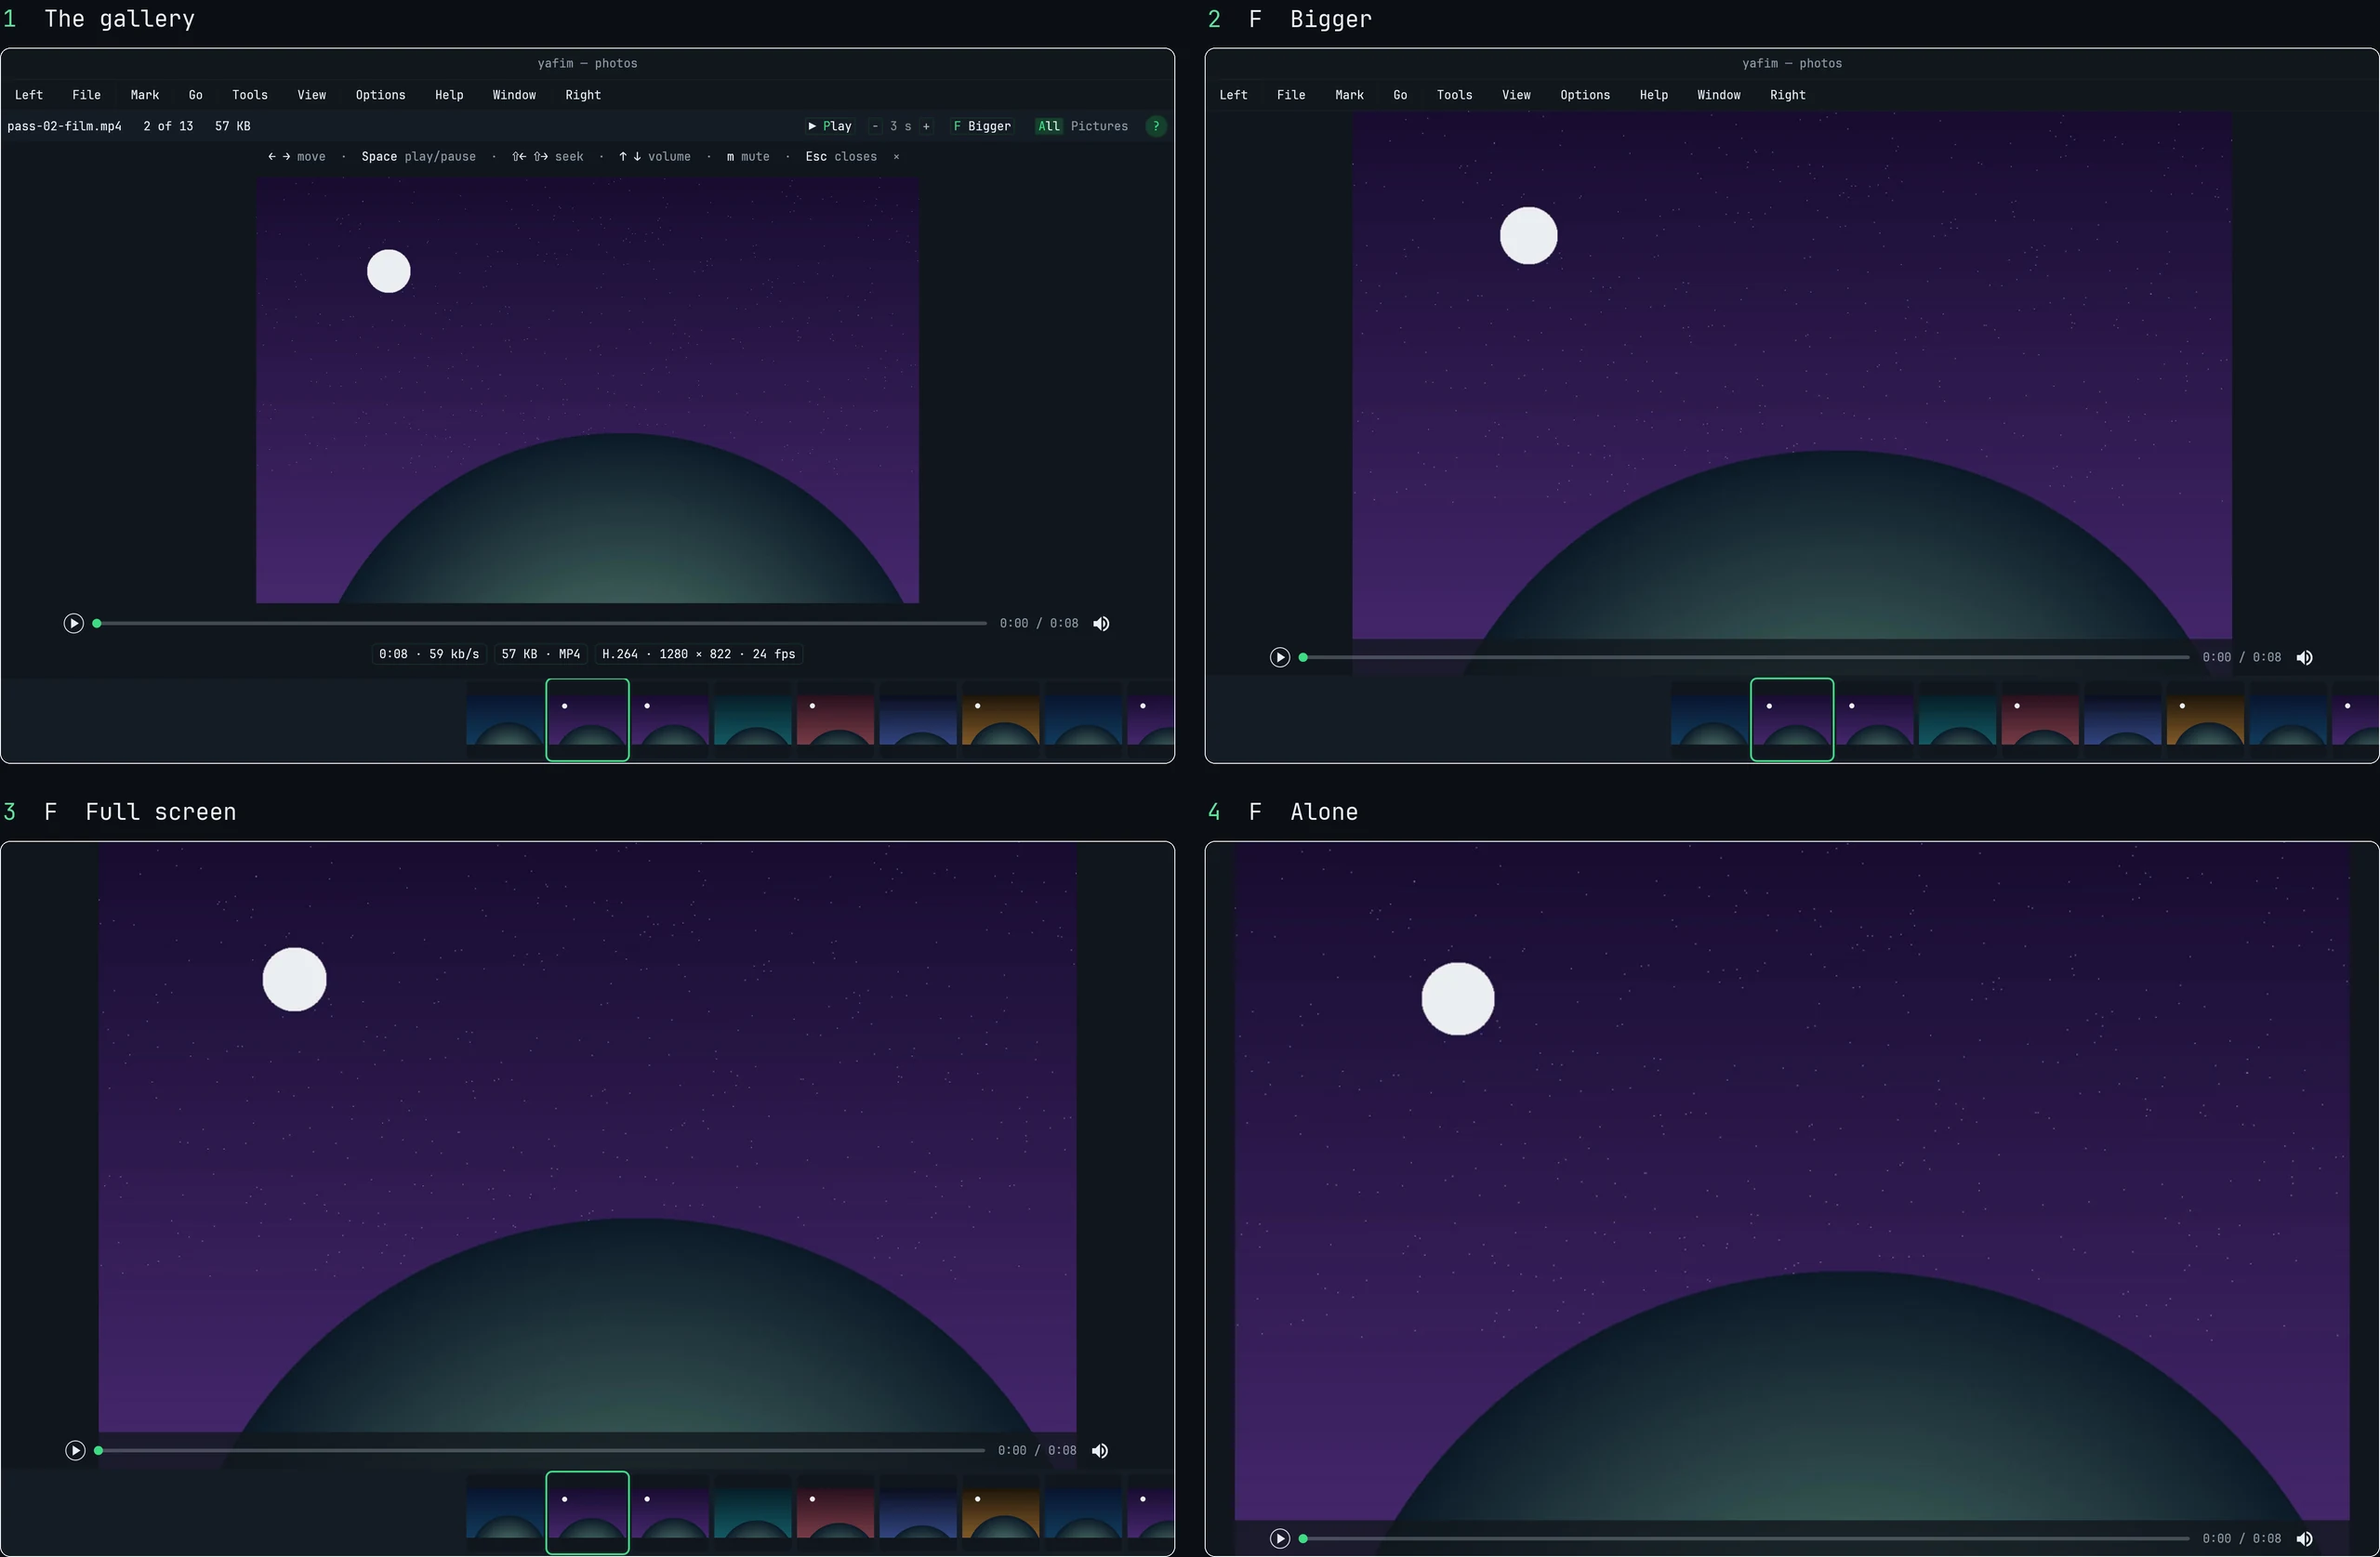 1 The gallery
yafim — photos
Left File Mark Go Tools View Options Help Window Right
pass-02-film.mp4 2 of 13 57 KB ▶ Play - 3 s + F Bigger All Pictures ?
← → move · Space play/pause · ⇧← ⇧→ seek · ↑ ↓ volume · m mute · Esc closes ×
0:00 / 0:08
0:08 · 59 kb/s 57 KB · MP4 H.264 · 1280 × 822 · 24 fps
2 F Bigger
yafim — photos
Left File Mark Go Tools View Options Help Window Right
0:00 / 0:08
3 F Full screen
0:00 / 0:08
4 F Alone
0:00 / 0:08